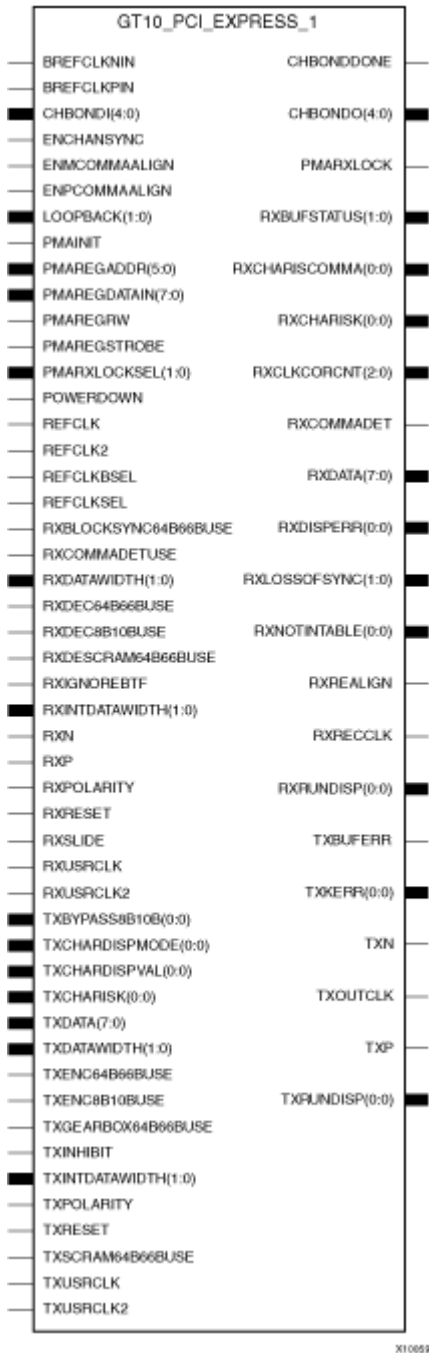 GT10_PCI_EXPRESS_1
BREFCLKNIN CHBONDDONE
BREFCLKPIN
CHBONDI(4:0) CHBONDO(4:0)
ENCHANSYNC
ENMCOMMAALIGN PMARXLOCK
ENPCOMMAALIGN
LOOPBACK(1:0) RXBUFSTATUS(1:0)
PMAINIT
PMAREGADDR(5:0) RXCHARISCOMMA(0:0)
PMAREGDATAIN(7:0)
PMAREGRW RXCHARISK(0:0)
PMAREGSTROBE
PMARXLOCKSEL(1:0) RXCLKCORCNT(2:0)
POWERDOWN
REFCLK RXCOMMADET
REFCLK2
REFCLKBSEL RXDATA(7:0)
REFCLKSEL
RXBLOCKSYNC64B66BUSE RXDISPERR(0:0)
RXCOMMADETUSE
RXDATAWIDTH(1:0) RXLOSSOFSYNC(1:0)
RXDEC64B66BUSE
RXDEC8B10BUSE RXNOTINTABLE(0:0)
RXDESCRAM64B66BUSE
RXIGNOREBTF RXREALIGN
RXINTDATAWIDTH(1:0)
RXN RXRECCLK
RXP
RXPOLARITY RXRUNDISP(0:0)
RXRESET
RXSLIDE TXBUFERR
RXUSRCLK
RXUSRCLK2 TXKERR(0:0)
TXBYPASS8B10B(0:0)
TXCHARDISPMODE(0:0) TXN
TXCHARDISPVAL(0:0)
TXCHARISK(0:0) TXOUTCLK
TXDATA(7:0)
TXDATAWIDTH(1:0) TXP
TXENC64B66BUSE
TXENC8B10BUSE TXRUNDISP(0:0)
TXGEARBOX64B66BUSE
TXINHIBIT
TXINTDATAWIDTH(1:0)
TXPOLARITY
TXRESET
TXSCRAM64B66BUSE
TXUSRCLK
TXUSRCLK2
X10059